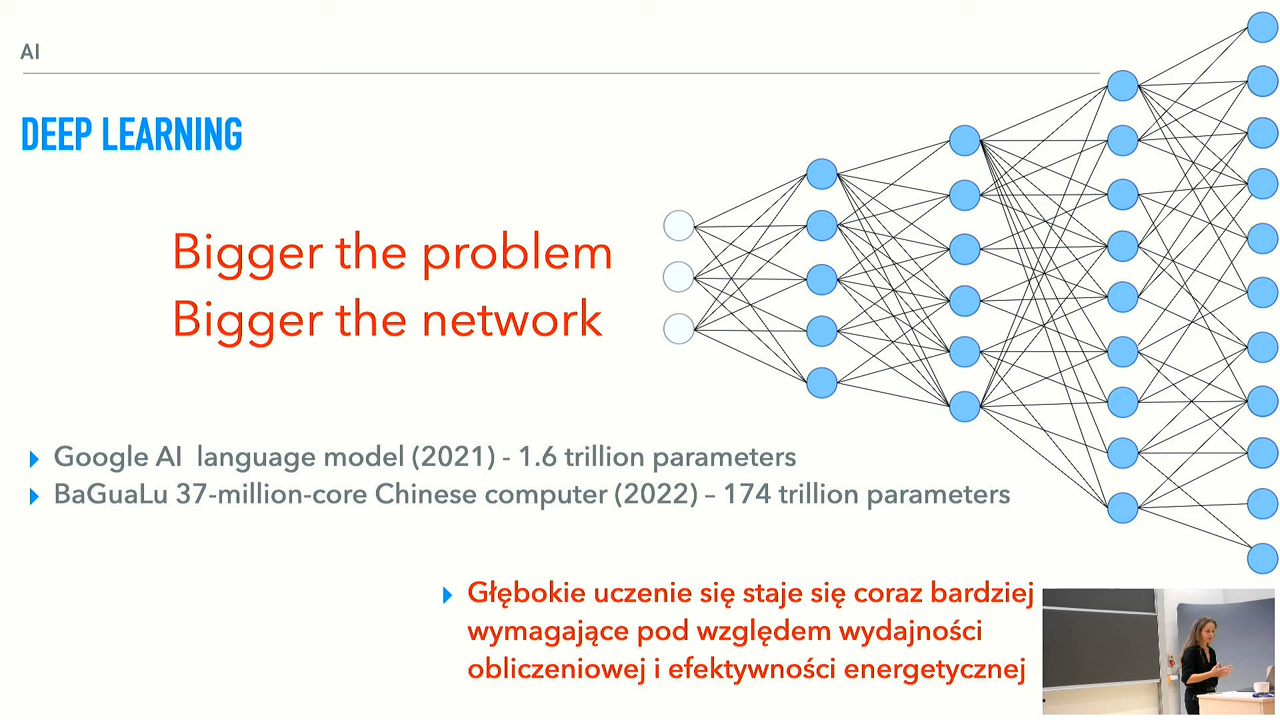 AI
DEEP LEARNING
Bigger the problem
Bigger the network
Google AI language model (2021) - 1.6 trillion parameters
BaGuaLu 37-million-core Chinese computer (2022) – 174 trillion parameters
Głębokie uczenie się staje się coraz bardziej
wymagające pod względem wydajności
obliczeniowej i efektywności energetycznej